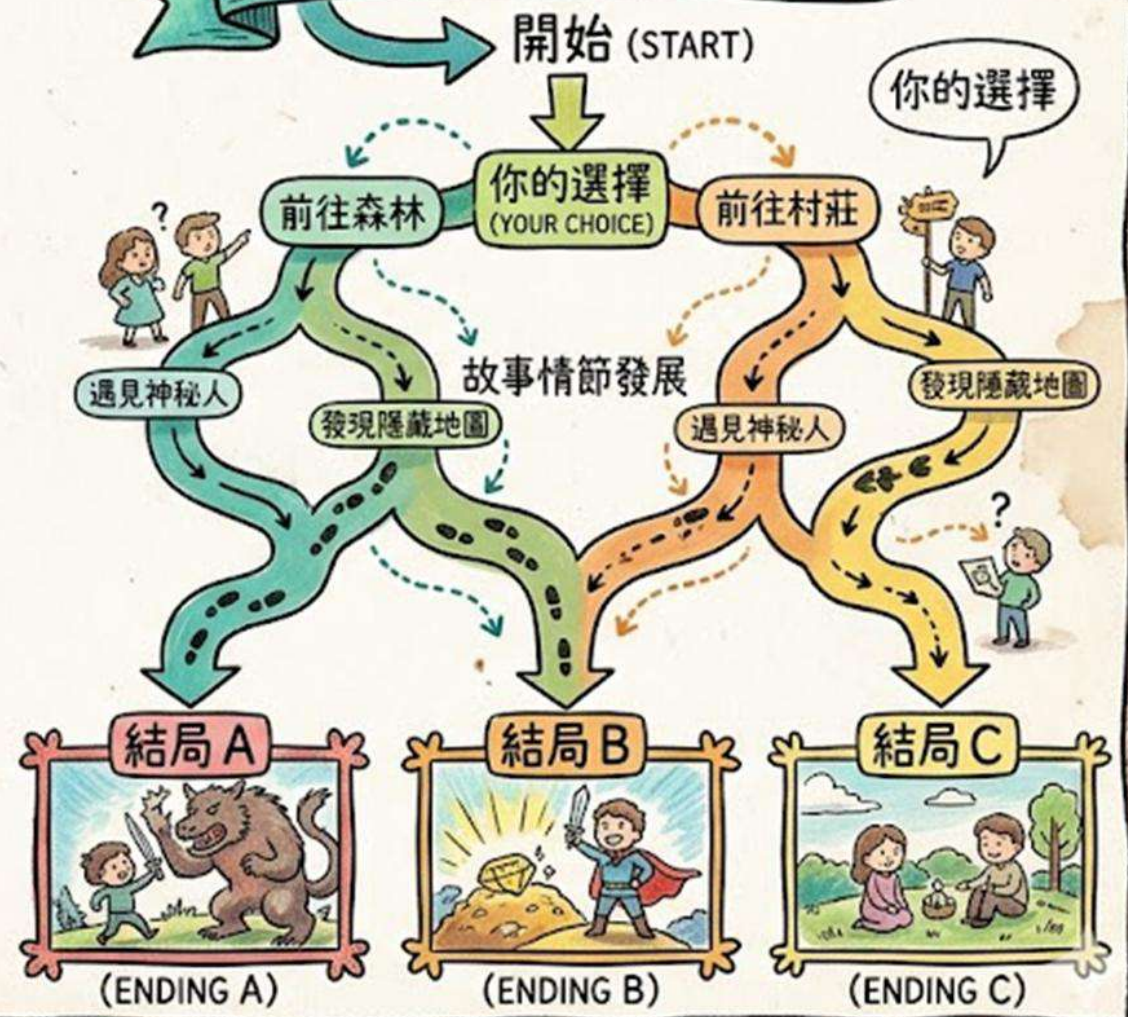 開始 (START)
你的選擇
你的選擇
(YOUR CHOICE)
前往森林
前往村莊
?
故事情節發展
遇見神秘人
發現隱藏地圖
遇見神秘人
發現隱藏地圖
?
結局 A
結局 B
結局 C
(ENDING A)
(ENDING B)
(ENDING C)